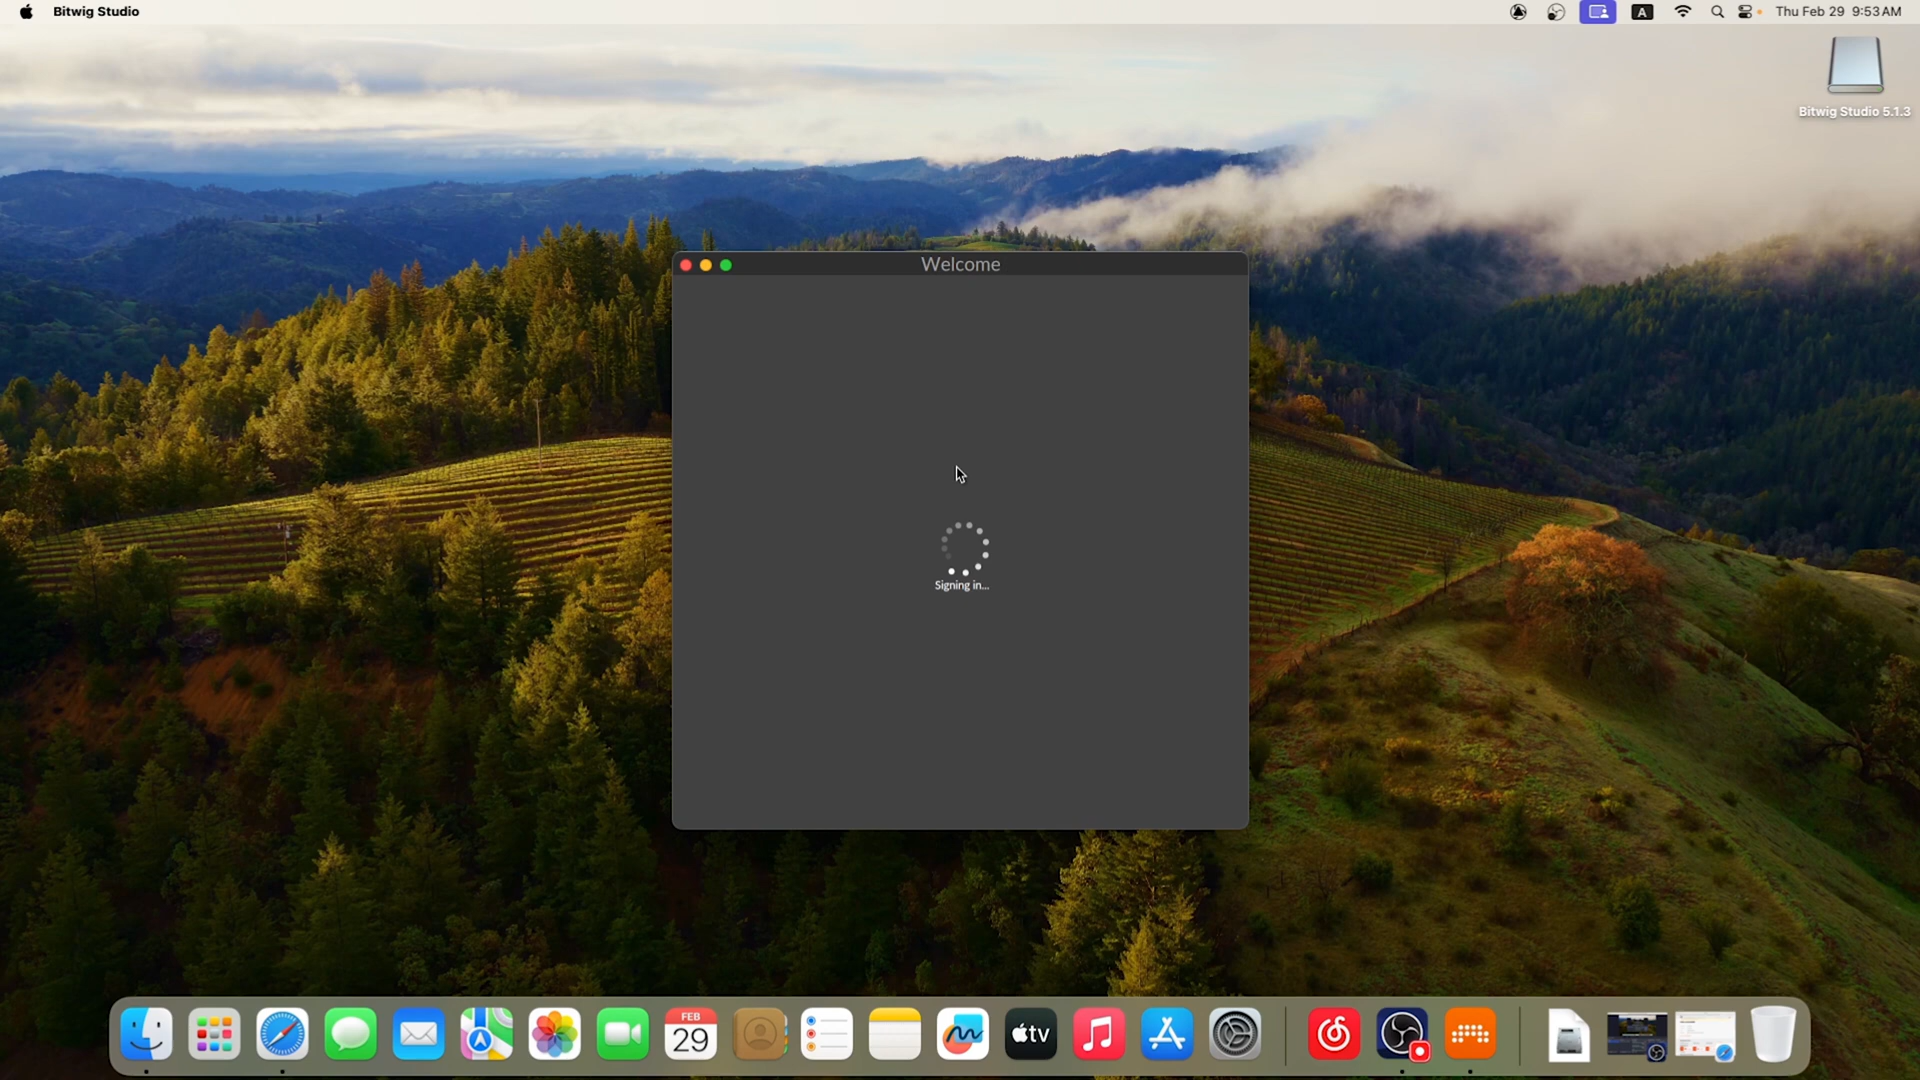 Bitwig Studio
A
Thu Feb 29 9:53 AM
Bitwig Studio 5.1.3
Welcome
Signing in...
FEB
29
tv